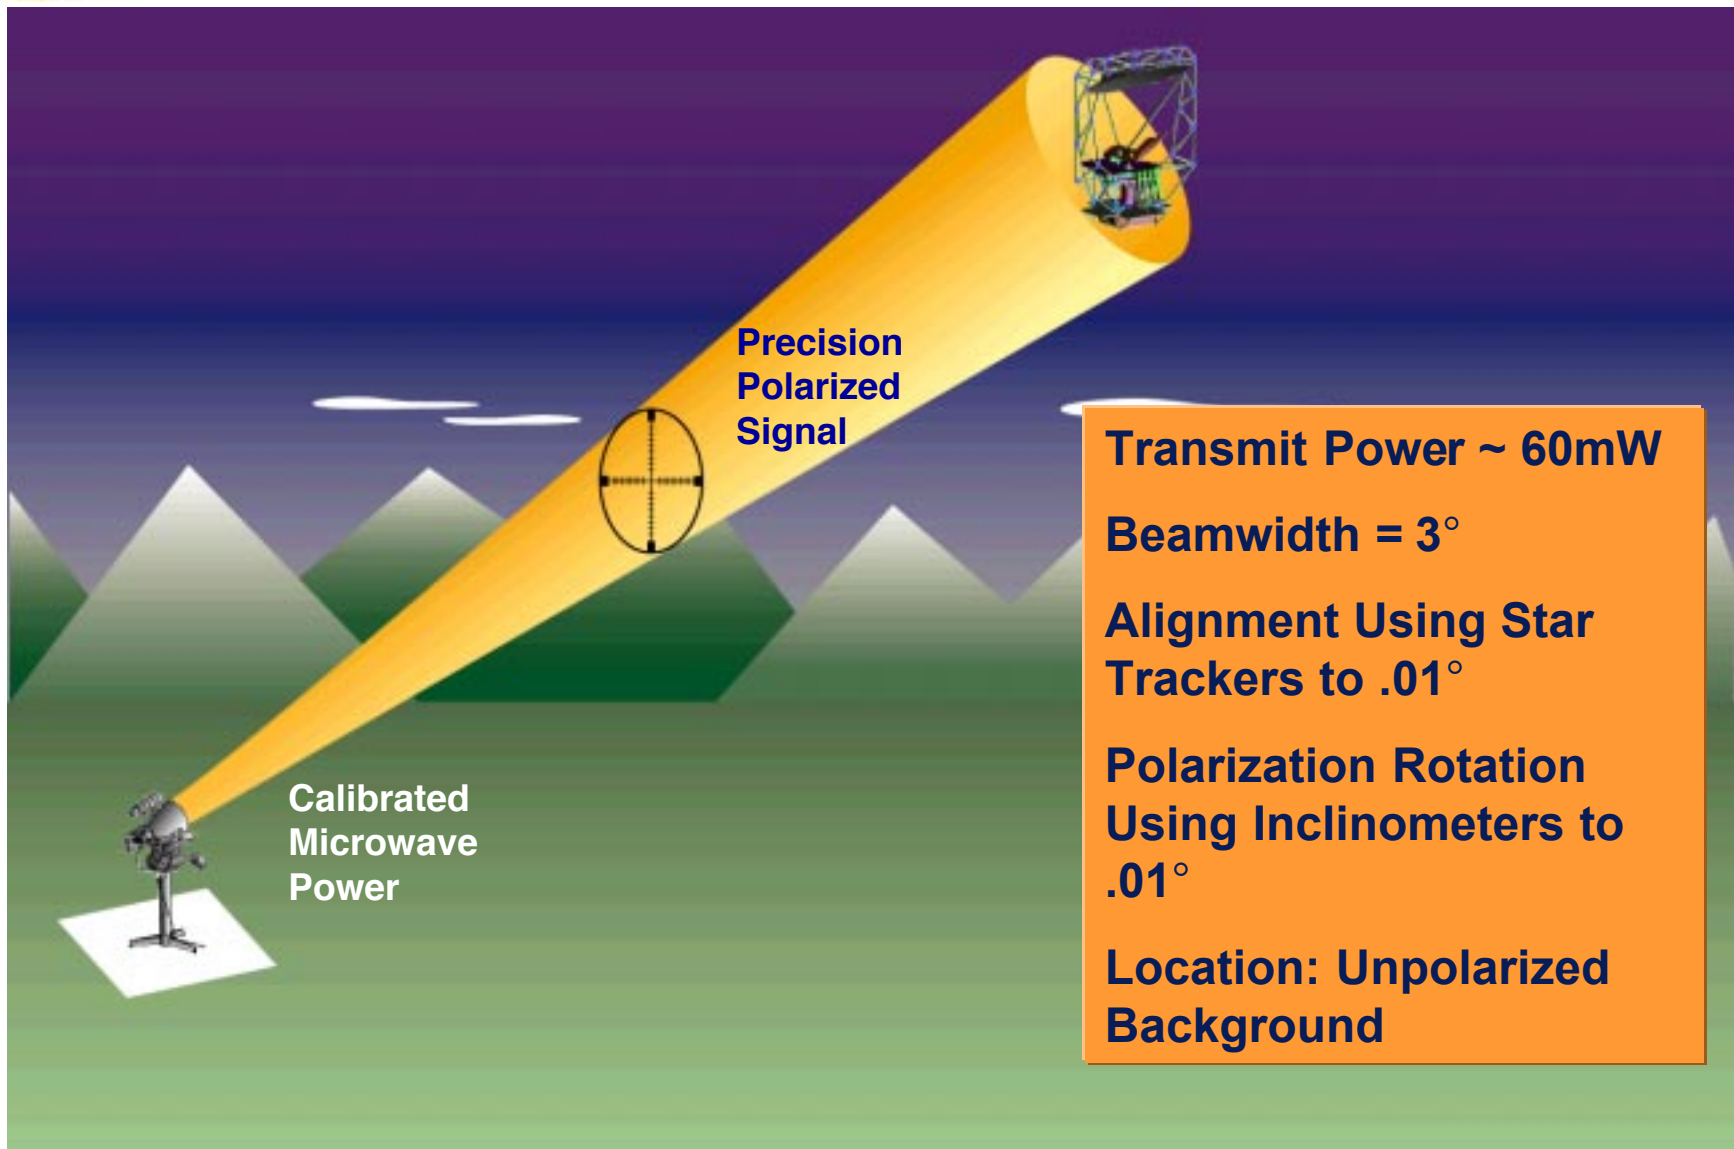 Precision
Polarized
Signal
Calibrated
Microwave
Power
Transmit Power ~ 60mW
Beamwidth = 3°
Alignment Using Star
Trackers to .01°
Polarization Rotation
Using Inclinometers to
.01°
Location: Unpolarized
Background